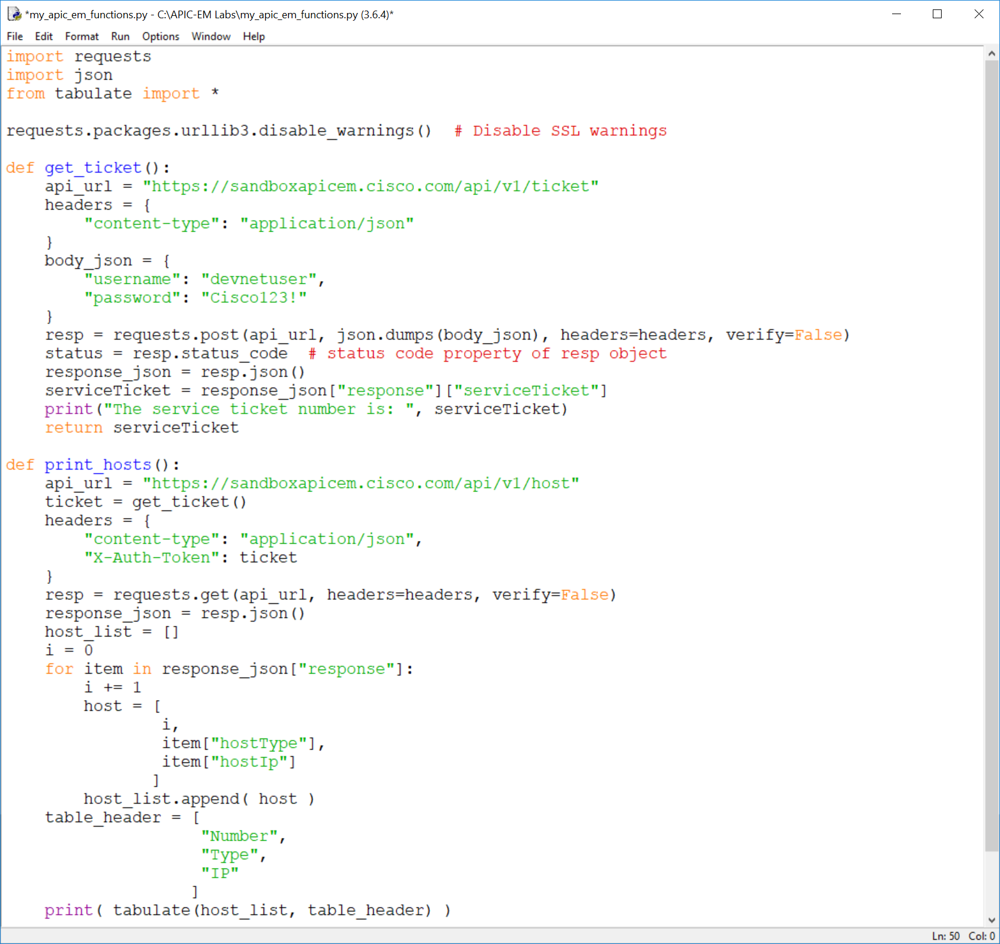 *my_apic_em_functions.py - C:\APIC-EM Labs\my_apic_em_functions.py (3.6.4)*
File Edit Format Run Options Window Help
import requests
import json
from tabulate import *

requests.packages.urllib3.disable_warnings()  # Disable SSL warnings

def get_ticket():
    api_url = "https://sandboxapicem.cisco.com/api/v1/ticket"
    headers = {
        "content-type": "application/json"
    }
    body_json = {
        "username": "devnetuser",
        "password": "Cisco123!"
    }
    resp = requests.post(api_url, json.dumps(body_json), headers=headers, verify=False)
    status = resp.status_code  # status code property of resp object
    response_json = resp.json()
    serviceTicket = response_json["response"]["serviceTicket"]
    print("The service ticket number is: ", serviceTicket)
    return serviceTicket

def print_hosts():
    api_url = "https://sandboxapicem.cisco.com/api/v1/host"
    ticket = get_ticket()
    headers = {
        "content-type": "application/json",
        "X-Auth-Token": ticket
    }
    resp = requests.get(api_url, headers=headers, verify=False)
    response_json = resp.json()
    host_list = []
    i = 0
    for item in response_json["response"]:
        i += 1
        host = [
                i,
                item["hostType"],
                item["hostIp"]
               ]
        host_list.append( host )
    table_header = [
                    "Number",
                    "Type",
                    "IP"
                   ]
    print( tabulate(host_list, table_header) )
Ln: 50 Col: 0